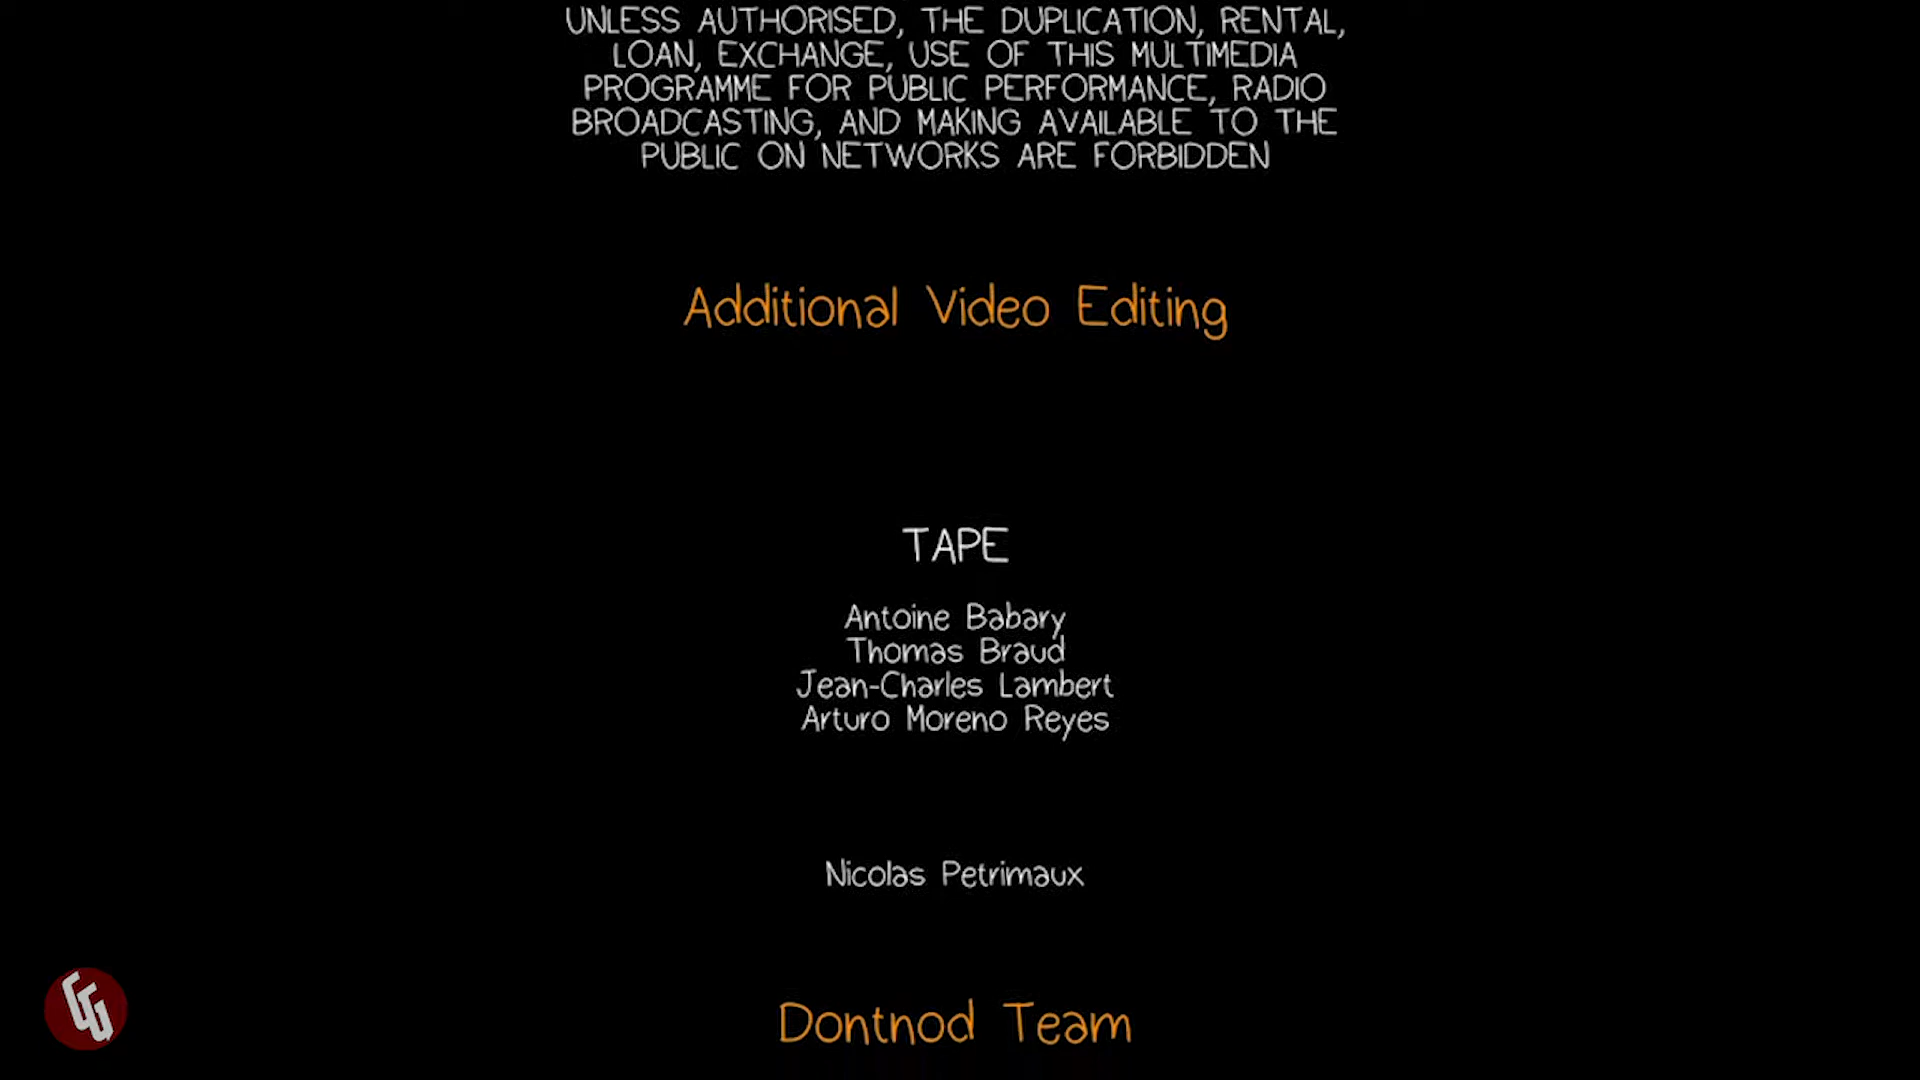 UNLESS AUTHORISED, THE DUPLICATION, RENTAL,
LOAN, EXCHANGE, USE OF THIS MULTIMEDIA
PROGRAMME FOR PUBLIC PERFORMANCE, RADIO
BROADCASTING, AND MAKING AVAILABLE TO THE
PUBLIC ON NETWORKS ARE FORBIDDEN
Additional Video Editing
TAPE
Antoine Babary
Thomas Braud
Jean-Charles Lambert
Arturo Moreno Reyes
Nicolas Petrimaux
Dontnod Team